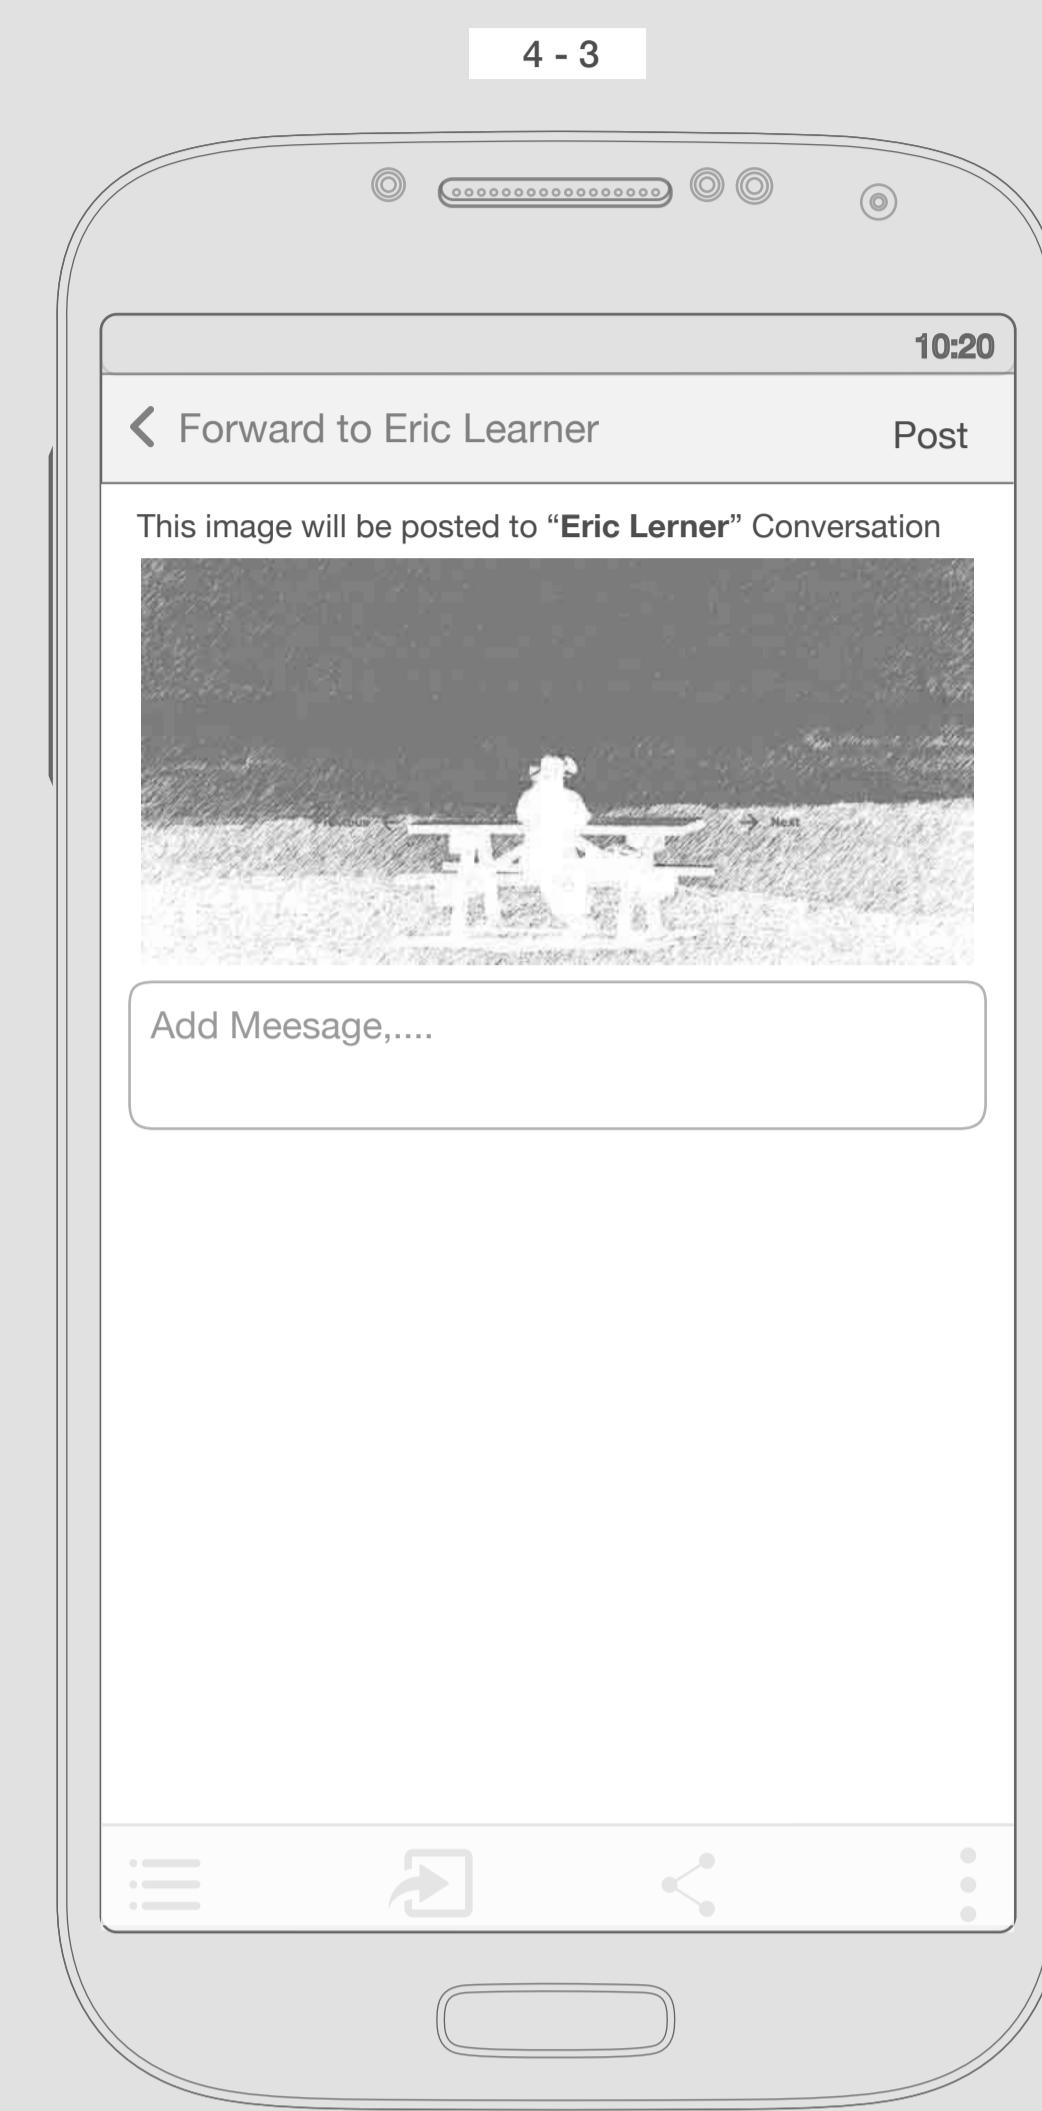 4 - 3
10:20
Forward to Eric Learner
Post
This image will be posted to “Eric Lerner” Conversation
Next
Add Meesage,....